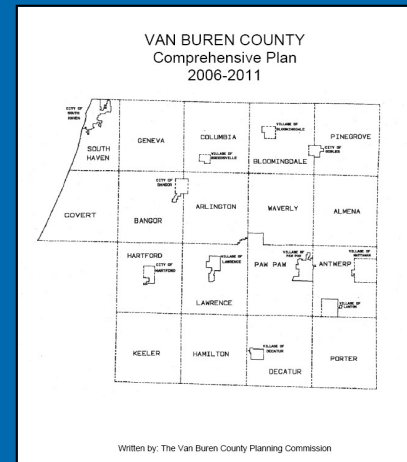 VAN BUREN COUNTY
Comprehensive Plan
2006-2011
CITY OF
SOUTH
HAVEN
SOUTH
HAVEN
GENEVA
COLUMBIA
VILLAGE OF
BREEDSVILLE
VILLAGE OF
BLOOMINGDALE
BLOOMINGDALE
PINEGROVE
CITY OF
GOBLES
COVERT
CITY OF
BANGOR
BANGOR
ARLINGTON
WAVERLY
ALMENA
HARTFORD
CITY OF
HARTFORD
VILLAGE OF
LAWRENCE
LAWRENCE
VILLAGE OF
PAW PAW
PAW PAW
ANTWERP
VILLAGE OF
MATTAWAN
VILLAGE OF
LAWTON
KEELER
HAMILTON
VILLAGE OF
DECATUR
DECATUR
PORTER
Written by: The Van Buren County Planning Commission